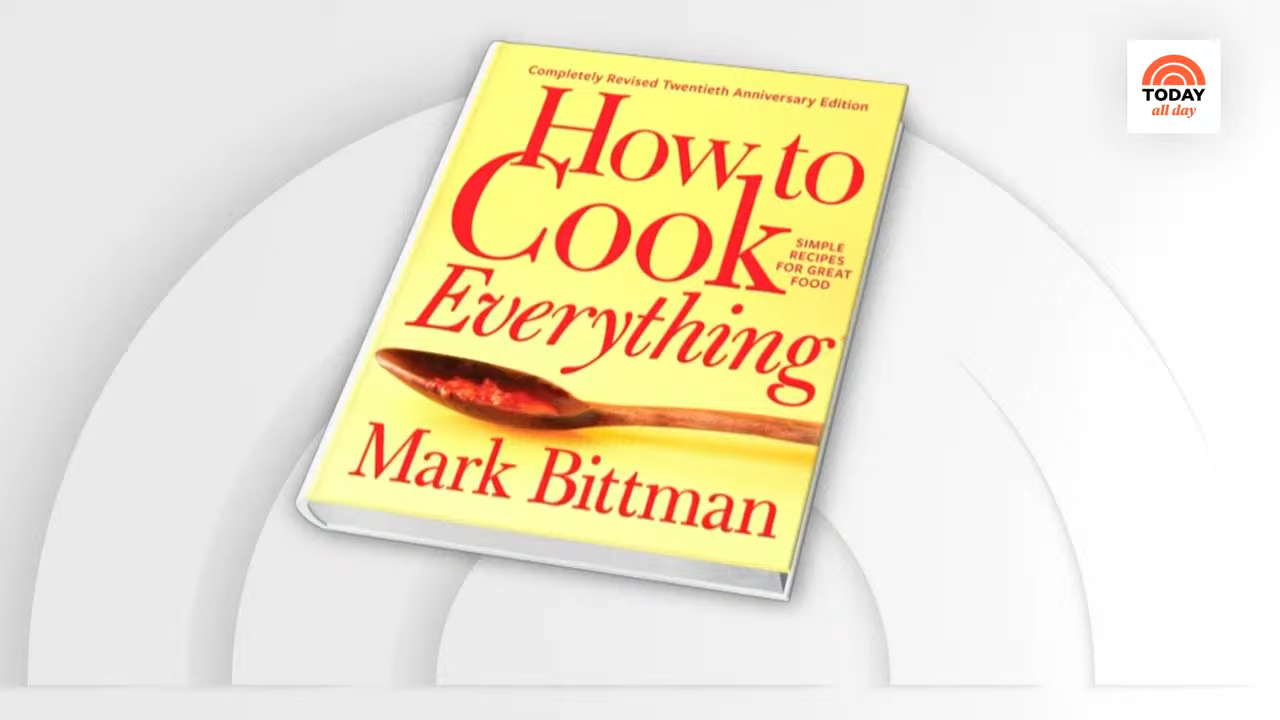 Completely Revised Twentieth Anniversary Edition
How to
Cook
SIMPLE
RECIPES
FOR GREAT
FOOD
Everything
Mark Bittman
TODAY
all day